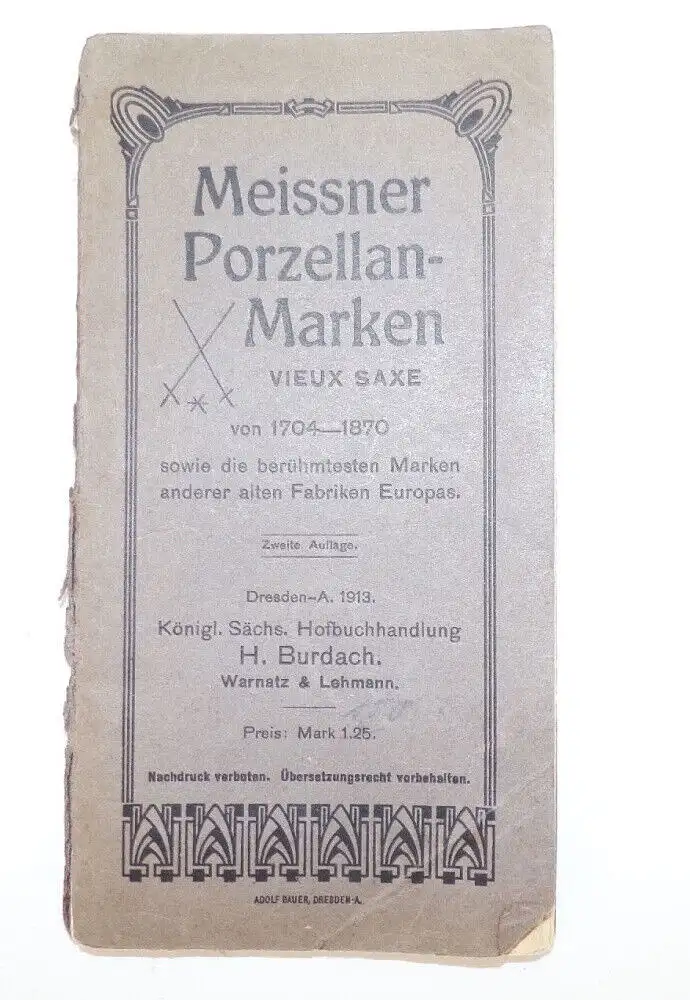 Meissner
Porzellan-
Marken
VIEUX SAXE
von 1704—1870
sowie die berühmtesten Marken
anderer alten Fabriken Europas.
Zweite Auflage.
Dresden-A. 1913.
Königl. Sächs. Hofbuchhandlung
H. Burdach.
Warnatz & Lehmann.
Preis: Mark 1.25.
Nachdruck verboten. Übersetzungsrecht vorbehalten.
ADOLF BAUER, DRESDEN-A.